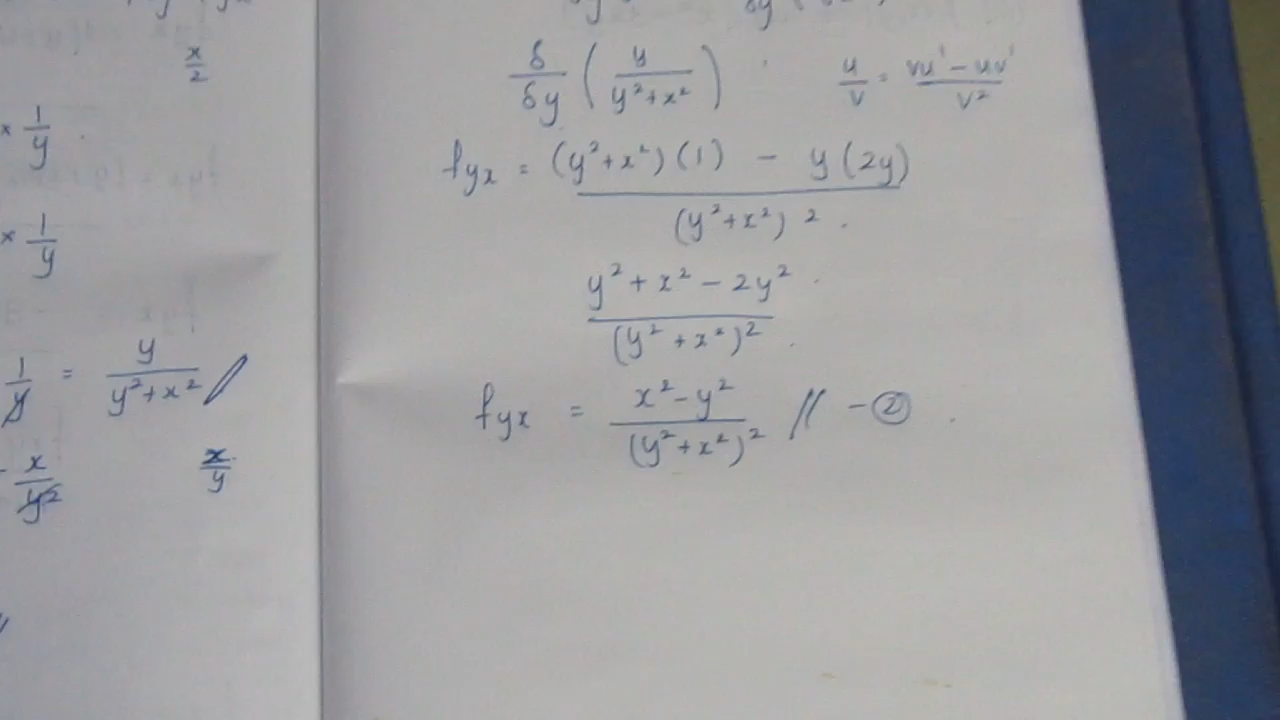 x/2
× 1/y
× 1/y
1/y = y/(y²+x²) //
x/y²
x/y
δ/δy ( y/(y²+x²) )
u/v = (vu' - uv')/v²
fyx = ((y²+x²)(1) - y(2y))/(y²+x²)².
(y²+x²-2y²)/(y²+x²)².
fyx = (x²-y²)/(y²+x²)² // -②